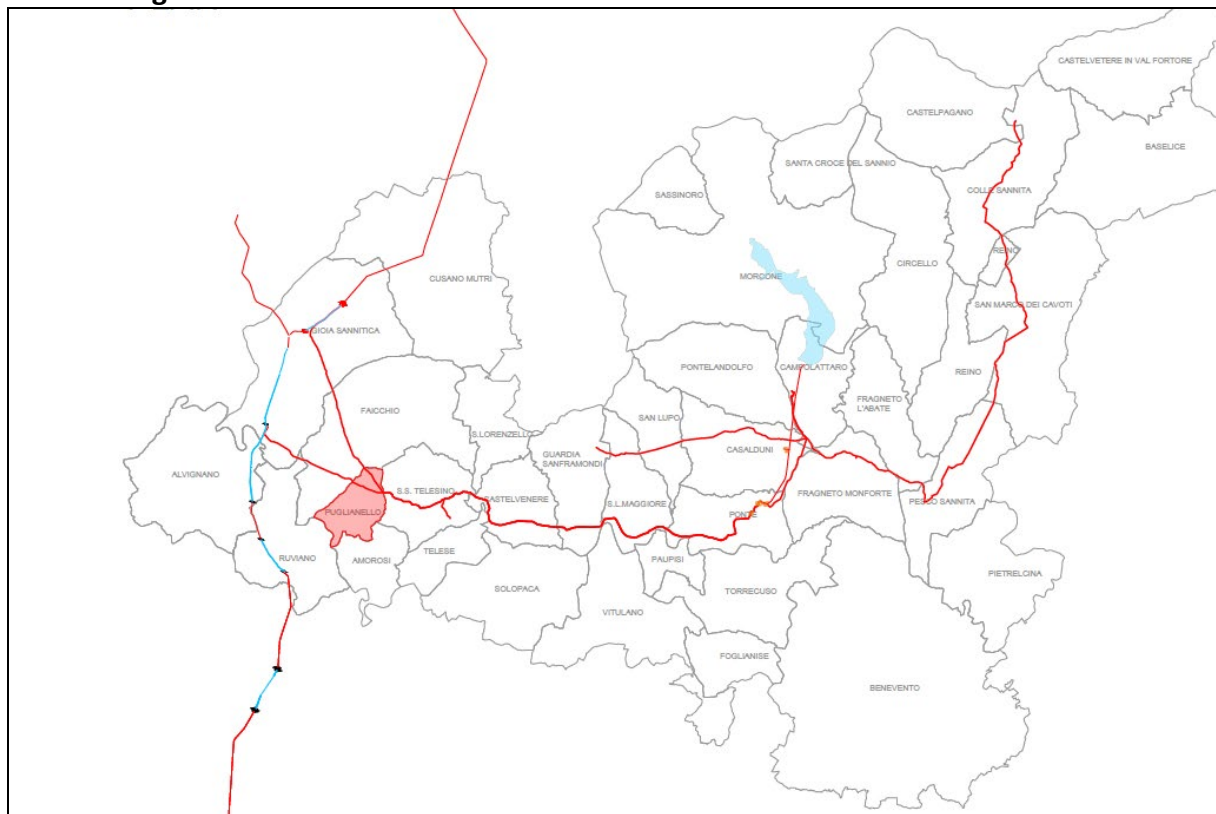 CASTELVETERE IN VAL FORTORE
CASTELPAGANO
BASELICE
SANTA CROCE DEL SANNIO
SASSINORO
COLLE SANNITA
REINO
CIRCELLO
CUSANO MUTRI
MORCONE
SAN MARCO DEI CAVOTI
GIOIA SANNITICA
PONTELANDOLFO
CAMPOLATTARO
REINO
FRAGNETO
L'ABATE
FAICCHIO
SAN LUPO
S.LORENZELLO
GUARDIA
SANFRAMONDI
CASALDUNI
ALVIGNANO
S.S. TELESINO
CASTELVENERE
S.L.MAGGIORE
FRAGNETO MONFORTE
PESCO SANNITA
PUGLIANELLO
PONTE
RUVIANO
AMOROSI
TELESE
SOLOPACA
PAUPISI
TORRECUSO
PIETRELCINA
VITULANO
FOGLIANISE
BENEVENTO